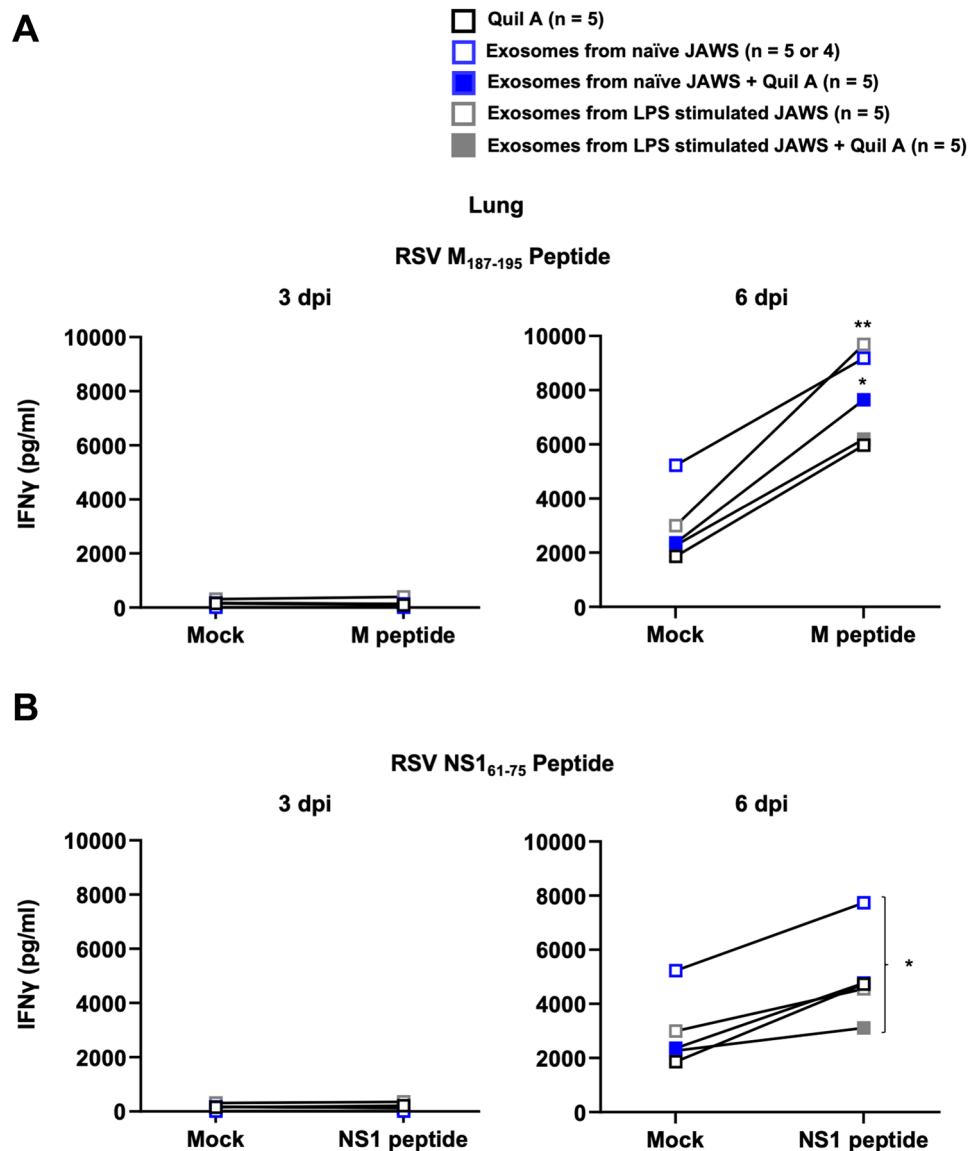 A
Quil A (n = 5)
Exosomes from naïve JAWS (n = 5 or 4)
Exosomes from naïve JAWS + Quil A (n = 5)
Exosomes from LPS stimulated JAWS (n = 5)
Exosomes from LPS stimulated JAWS + Quil A (n = 5)
Lung
RSV M187-195 Peptide
3 dpi
IFNγ (pg/ml)
10000
8000
6000
4000
2000
0
Mock
M peptide
6 dpi
10000
8000
6000
4000
2000
0
**
*
Mock
M peptide
B
RSV NS161-75 Peptide
3 dpi
IFNγ (pg/ml)
10000
8000
6000
4000
2000
0
Mock
NS1 peptide
6 dpi
10000
8000
6000
4000
2000
0
*
Mock
NS1 peptide